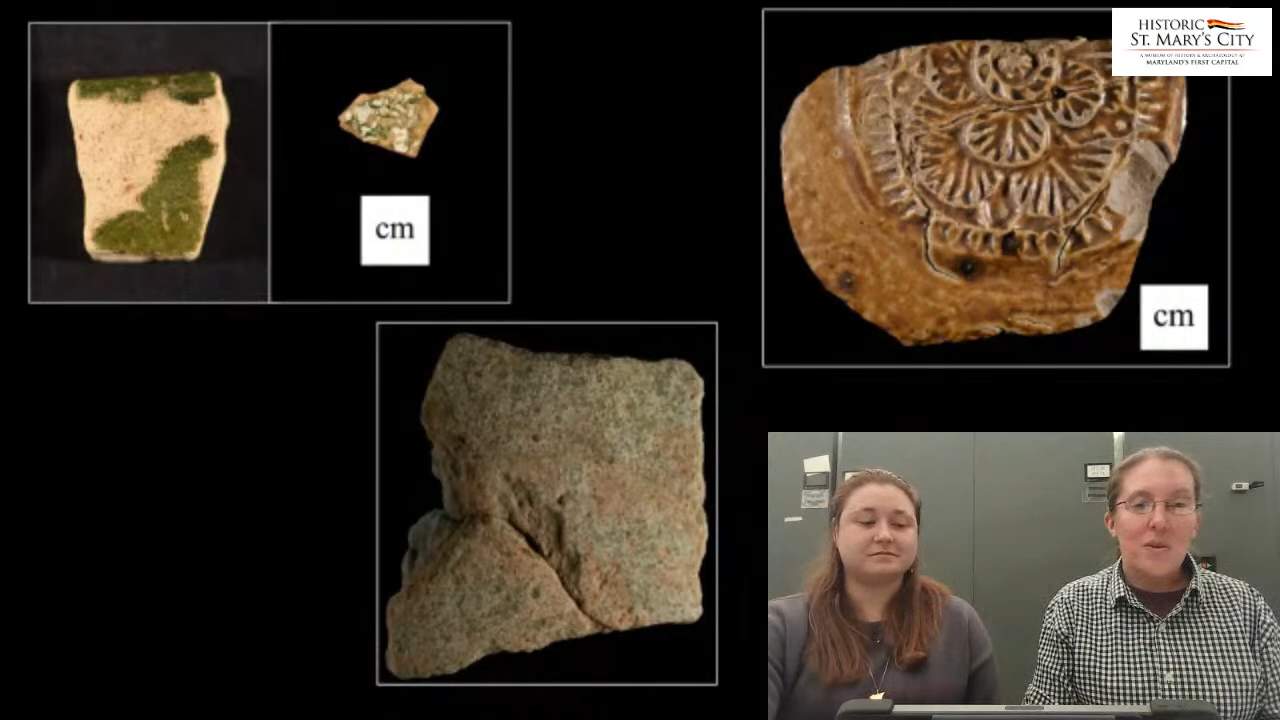 HISTORIC
ST. MARY'S CITY
A MUSEUM OF HISTORY & ARCHAEOLOGY AT
MARYLAND'S FIRST CAPITAL
cm
cm